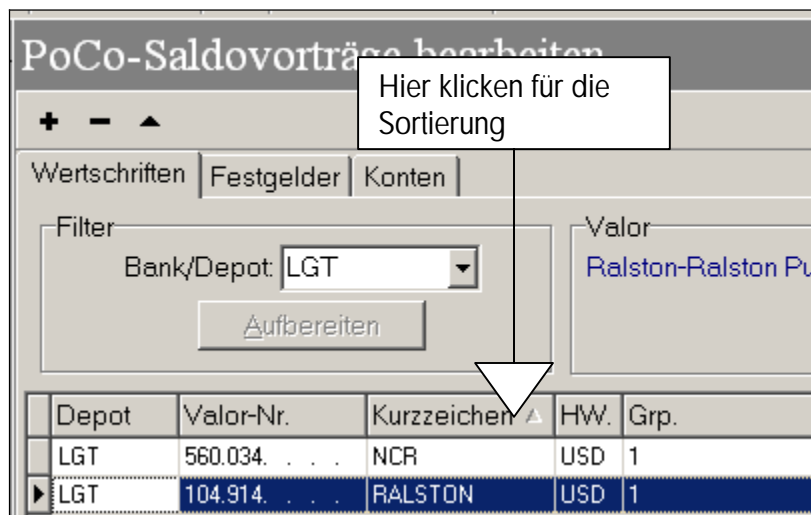 PoCo-Saldovorträge bearbeiten
Hier klicken für die
Sortierung
Wertschriften Festgelder Konten
Filter
Bank/Depot: LGT
Aufbereiten
Valor
Ralston-Ralston Pu
Depot Valor-Nr. Kurzzeichen HW. Grp.
LGT 560.034. . . . NCR USD 1
LGT 104.914. . . . RALSTON USD 1